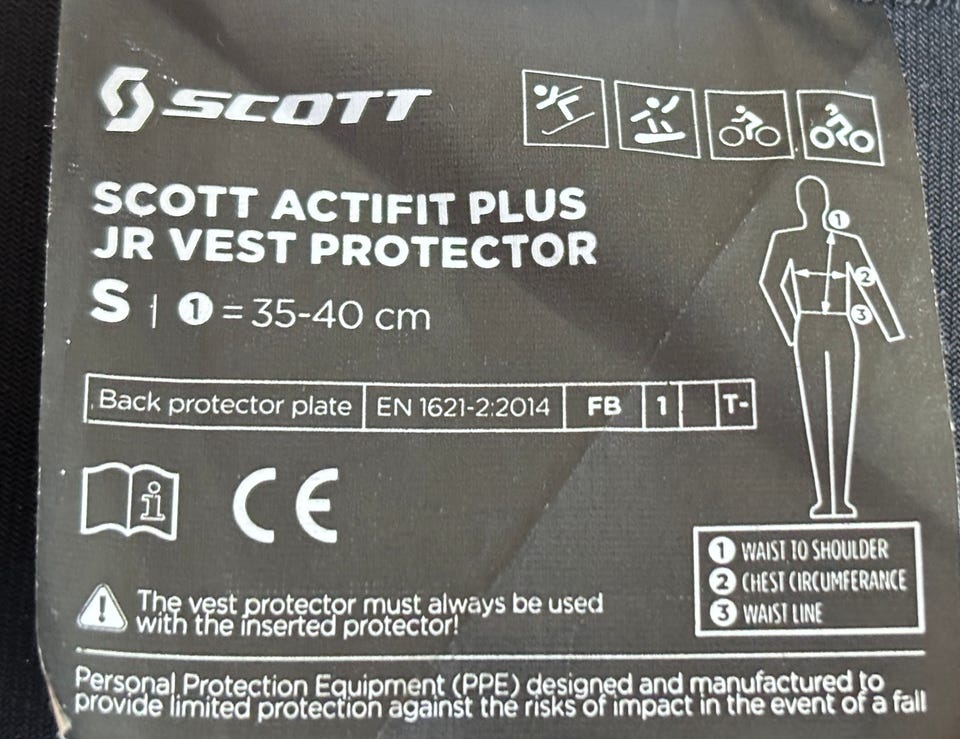 SCOTT
SCOTT ACTIFIT PLUS
JR VEST PROTECTOR
S | 1 = 35-40 cm
Back protector plate EN 1621-2:2014 FB 1 T-
i
CE
The vest protector must always be used
with the inserted protector!
1
2
3
1 WAIST TO SHOULDER
2 CHEST CIRCUMFERANCE
3 WAIST LINE
Personal Protection Equipment (PPE) designed and manufactured to
provide limited protection against the risks of impact in the event of a fall